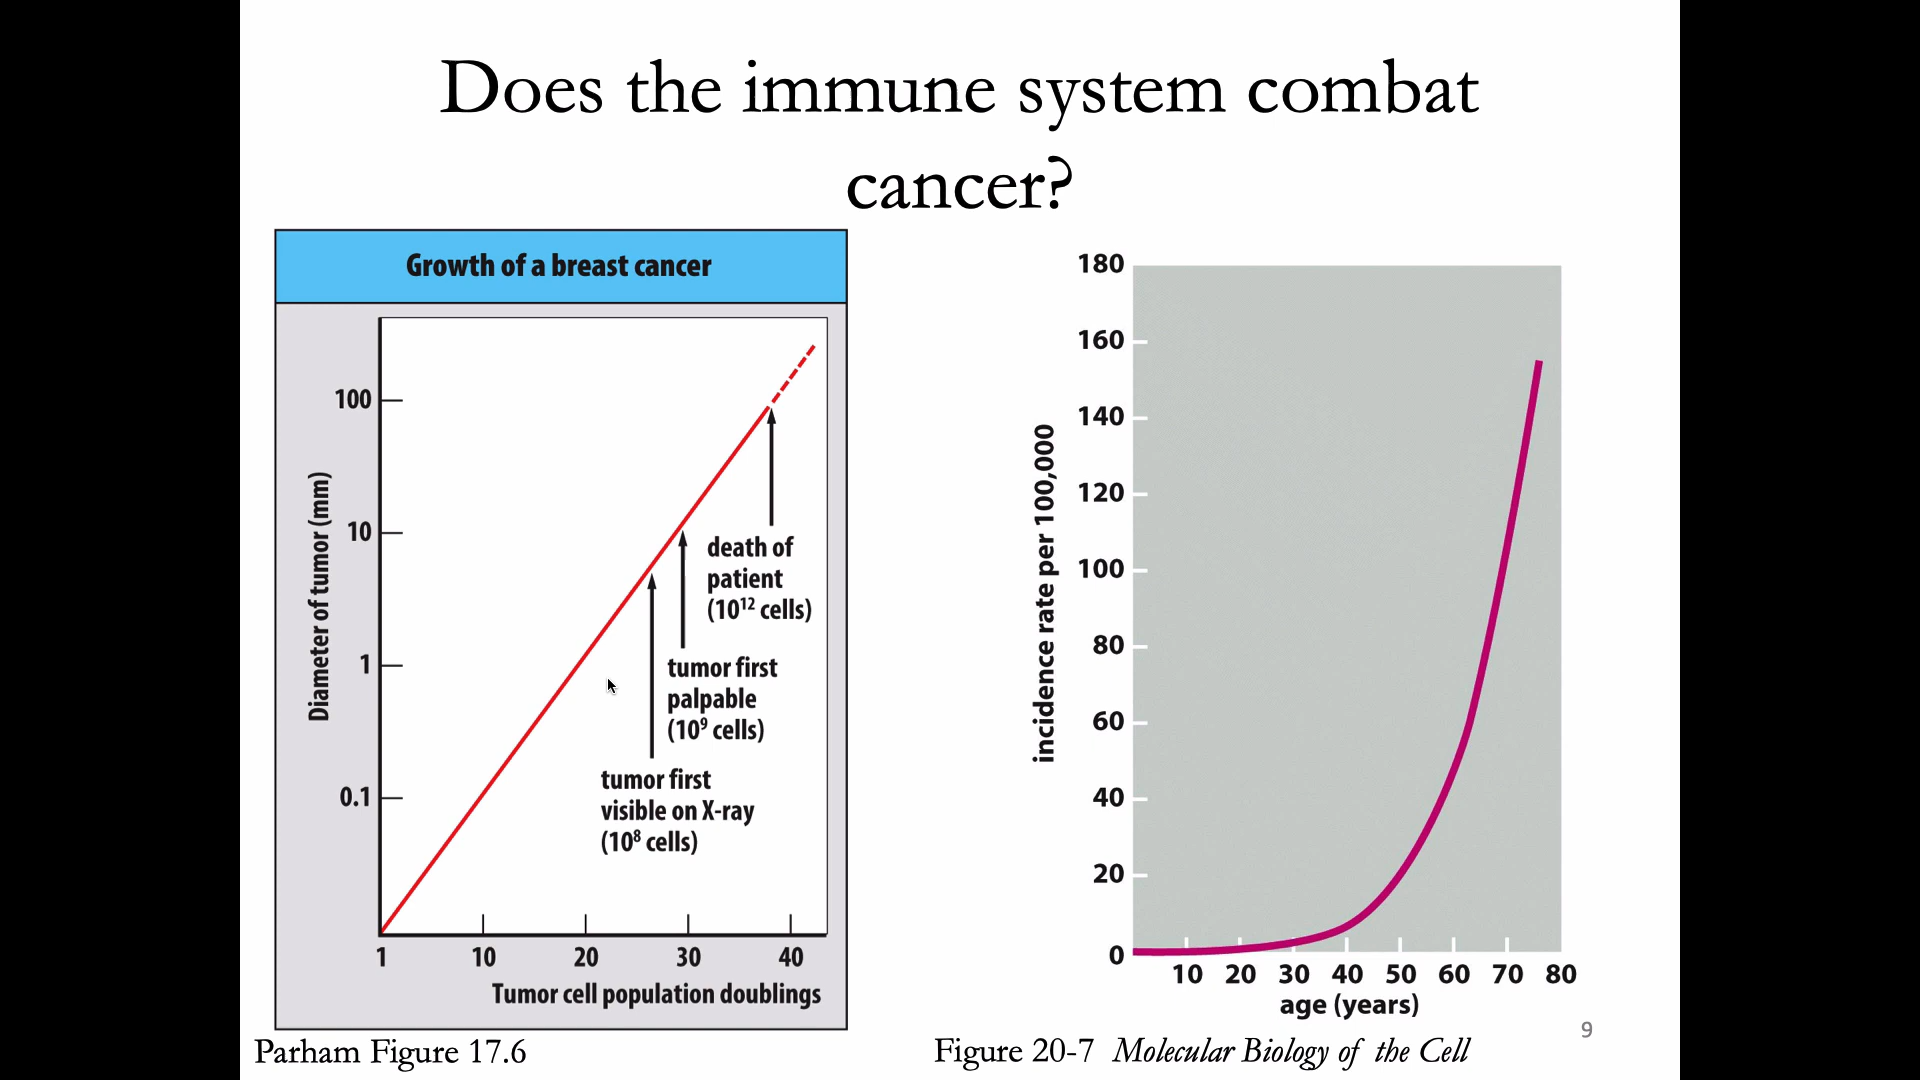 Does the immune system combat
cancer?
Growth of a breast cancer
Diameter of tumor (mm)
100
10
1
0.1
death of
patient
(10¹² cells)
tumor first
palpable
(10⁹ cells)
tumor first
visible on X-ray
(10⁸ cells)
1 10 20 30 40
Tumor cell population doublings
Parham Figure 17.6
incidence rate per 100,000
180
160
140
120
100
80
60
40
20
0
10 20 30 40 50 60 70 80
age (years)
Figure 20-7 Molecular Biology of the Cell
9